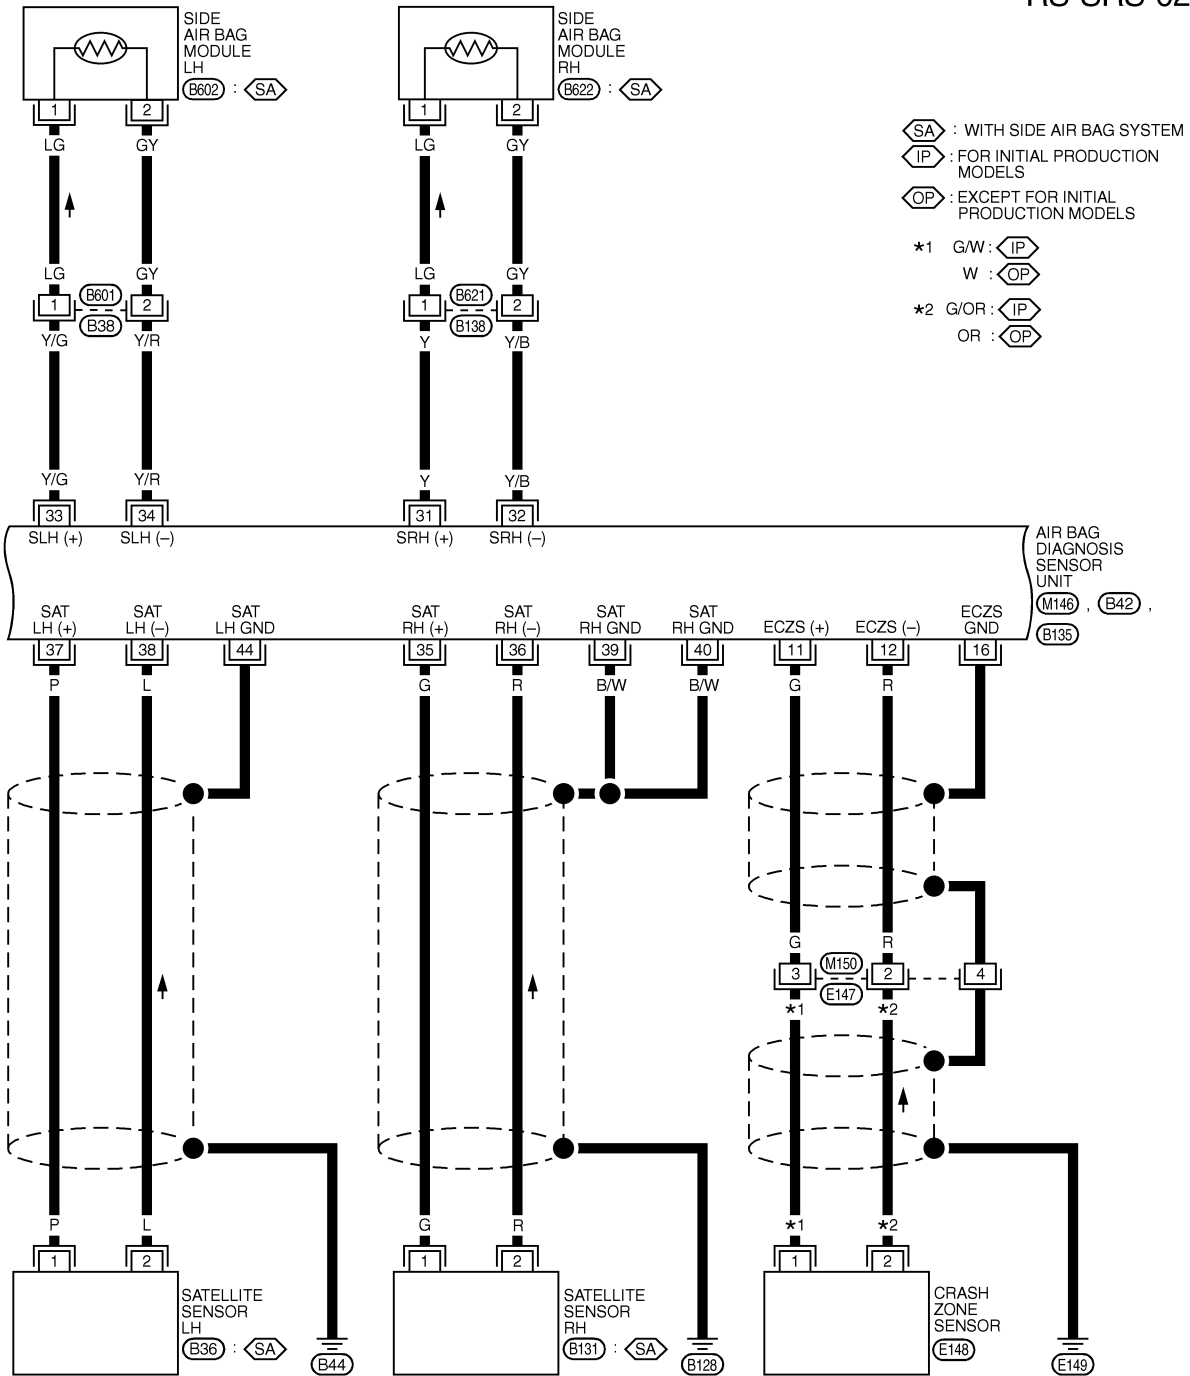 SIDE
AIR BAG
MODULE
LH
B602 : SA
SIDE
AIR BAG
MODULE
RH
B622 : SA
1 2 1 2
LG GY LG GY
SA : WITH SIDE AIR BAG SYSTEM
IP : FOR INITIAL PRODUCTION
MODELS
OP : EXCEPT FOR INITIAL
PRODUCTION MODELS
*1 G/W : IP
W : OP
*2 G/OR : IP
OR : OP
LG GY LG GY
1 B601 2 1 B621 2
B38 B138
Y/G Y/R Y Y/B
Y/G Y/R Y Y/B
33 34 31 32
SLH (+) SLH (–) SRH (+) SRH (–)
AIR BAG
DIAGNOSIS
SENSOR
UNIT
M146 , B42 ,
B135
SAT
LH (+)
SAT
LH (–)
SAT
LH GND
SAT
RH (+)
SAT
RH (–)
SAT
RH GND
SAT
RH GND
ECZS (+)
ECZS (–)
ECZS
GND
37 38 44 35 36 39 40 11 12 16
P L G R B/W B/W G R
G R
3 M150 2 4
E147
*1 *2
P L G R *1 *2
1 2 1 2 1 2
SATELLITE
SENSOR
LH
B36 : SA
B44
SATELLITE
SENSOR
RH
B131 : SA
B128
CRASH
ZONE
SENSOR
E148
E149